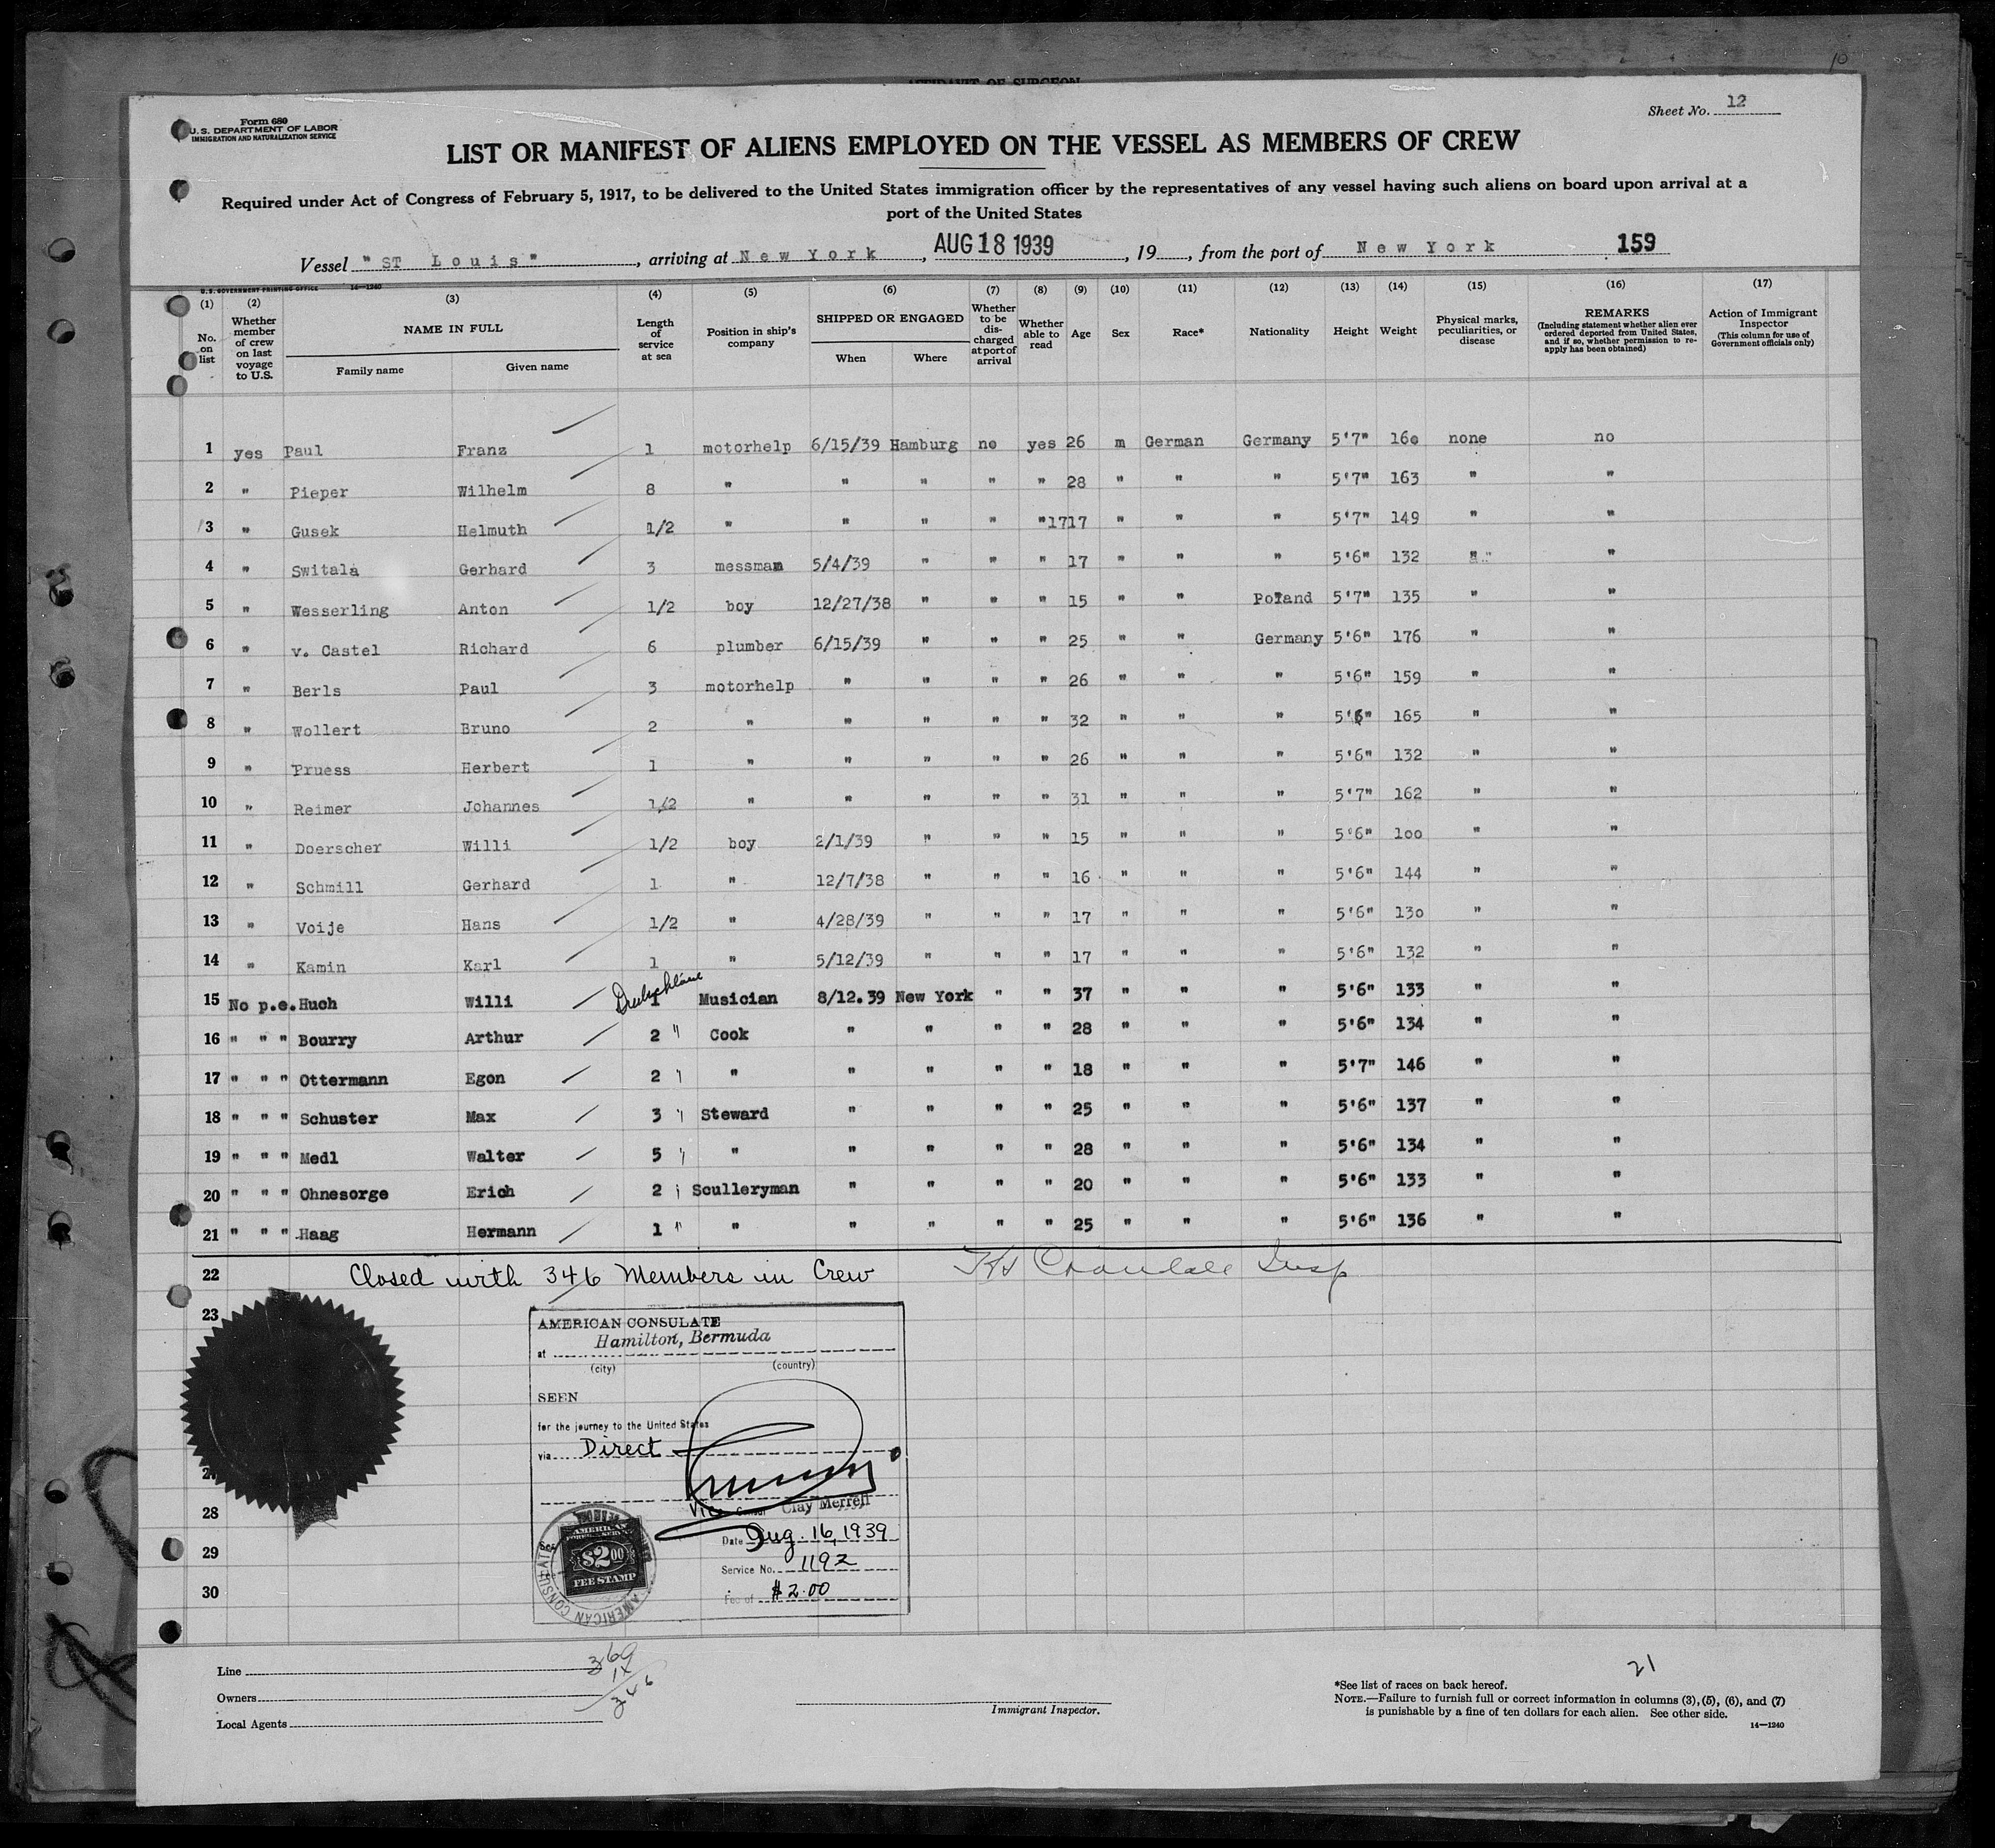 10
AFFIDAVIT OF SURGEON
Sheet No. 12
Form 680
U. S. DEPARTMENT OF LABOR
IMMIGRATION AND NATURALIZATION SERVICE
LIST OR MANIFEST OF ALIENS EMPLOYED ON THE VESSEL AS MEMBERS OF CREW
Required under Act of Congress of February 5, 1917, to be delivered to the United States immigration officer by the representatives of any vessel having such aliens on board upon arrival at a
port of the United States
Vessel "ST Louis", arriving at New York, AUG 18 1939, 19, from the port of New York 159
U. S. GOVERNMENT PRINTING OFFICE 14—1240
(1) (2) (3) (4) (5) (6) (7) (8) (9) (10) (11) (12) (13) (14) (15) (16) (17)
No. on list Whether member of crew on last voyage to U.S. NAME IN FULL Family name Given name Length of service at sea Position in ship's company SHIPPED OR ENGAGED When Where Whether to be discharged at port of arrival Whether able to read Age Sex Race* Nationality Height Weight Physical marks, peculiarities, or disease REMARKS (Including statement whether alien ever ordered deported from United States, and if so, whether permission to reapply has been obtained) Action of Immigrant Inspector (This column for use of Government officials only)
1 yes Paul Franz 1 motorhelp 6/15/39 Hamburg no yes 26 m German Germany 5'7" 160 none no
2 " Pieper Wilhelm 8 " " " " " 28 " " " 5'7" 163 " "
3 " Gusek Helmuth 1/2 " " " " "1717 " " " 5'7" 149 " "
4 " Switala Gerhard 3 messman 5/4/39 " " " 17 " " " 5'6" 132 " "
5 " Wesserling Anton 1/2 boy 12/27/38 " " " 15 " " Poland 5'7" 135 " "
6 " v. Castel Richard 6 plumber 6/15/39 " " " 25 " " Germany 5'6" 176 " "
7 " Berls Paul 3 motorhelp " " " " 26 " " " 5'6" 159 " "
8 " Wollert Bruno 2 " " " " " 32 " " " 5'6" 165 " "
9 " Pruess Herbert 1 " " " " " 26 " " " 5'6" 132 " "
10 " Reimer Johannes 1/2 " " " " " 31 " " " 5'7" 162 " "
11 " Doerscher Willi 1/2 boy 2/1/39 " " " 15 " " " 5'6" 100 " "
12 " Schmill Gerhard 1 " 12/7/38 " " " 16 " " " 5'6" 144 " "
13 " Voije Hans 1/2 " 4/28/39 " " " 17 " " " 5'6" 130 " "
14 " Kamin Karl 1 " 5/12/39 " " " 17 " " " 5'6" 132 " "
15 No p.e. Huch Willi 1 Musician 8/12.39 New York " " 37 " " " 5'6" 133 " "
16 " " " Bourry Arthur 2 " Cook " " " " 28 " " " 5'6" 134 " "
17 " " " Ottermann Egon 2 " " " " " " 18 " " " 5'7" 146 " "
18 " " " Schuster Max 3 " Steward " " " " 25 " " " 5'6" 137 " "
19 " " " Medl Walter 5 " " " " " " 28 " " " 5'6" 134 " "
20 " " " Ohnesorge Erich 2 " Sculleryman " " " " 20 " " " 5'6" 133 " "
21 " " " Haag Hermann 1 " " " " " " 25 " " " 5'6" 136 " "
22 Closed with 346 Members in Crew Insp
23
AMERICAN CONSULATE
at Hamilton, Bermuda
(city) (country)
SEEN
for the journey to the United States
via Direct
Vice Consul Clay Merrell
28
Date Aug. 16, 1939
29
Service No. 1192
30
Fee of $2.00
AMERICAN FOREIGN SERVICE
$2.00
FEE STAMP
AMERICAN CONSULATE
Line
Owners
Local Agents
360
14
346
Immigrant Inspector.
21
*See list of races on back hereof.
NOTE.—Failure to furnish full or correct information in columns (3), (5), (6), and (7)
is punishable by a fine of ten dollars for each alien. See other side.
14—1240